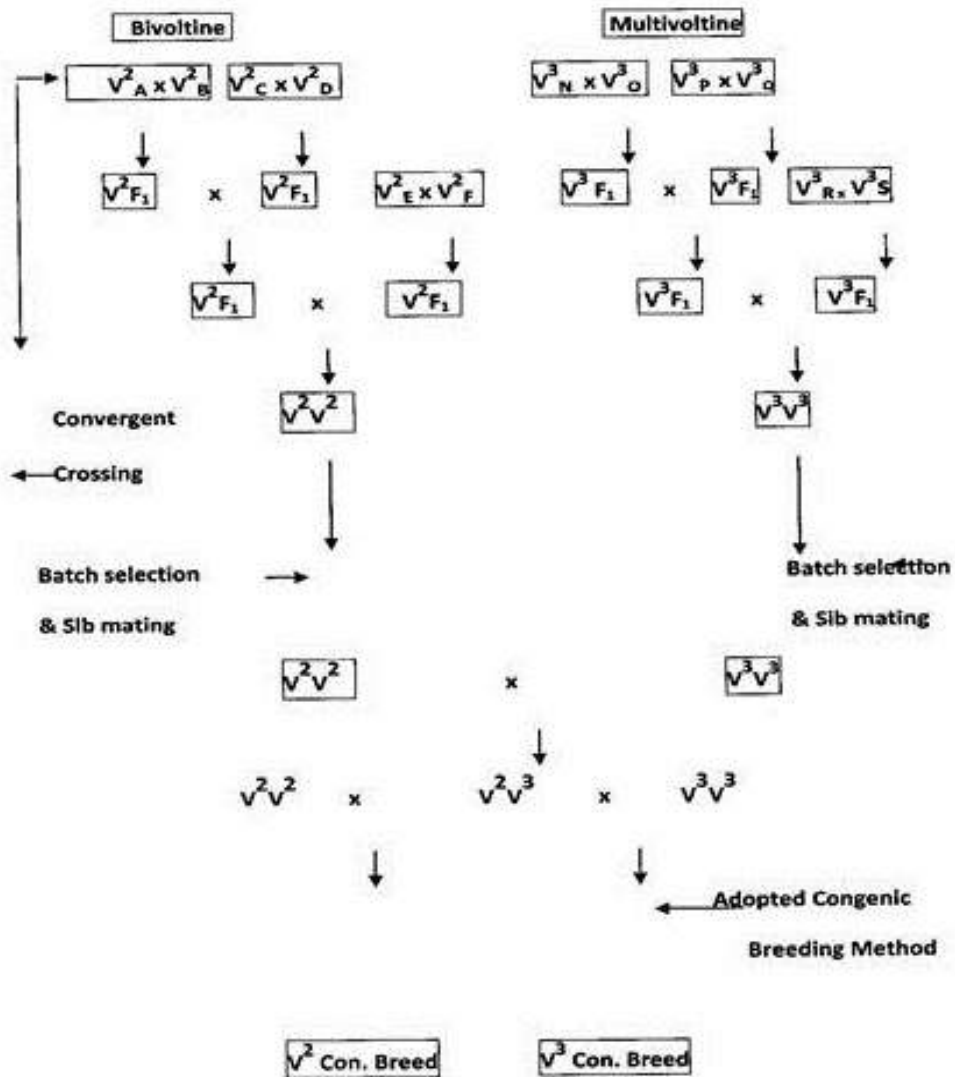 Bivoltine Multivoltine
V²A x V²B V²C x V²D V³N x V³O V³P x V³Q
V²F₁ x V²F₁ V²E x V²F V³ F₁ x V³F₁ V³R x V³S
V²F₁ x V²F₁ V³F₁ x V³F₁
V²V² V³V³
Convergent
Crossing
Batch selection Batch selection
& Sib mating & Sib mating
V²V² x V³V³
V²V² x V²V³ x V³V³
Adopted Congenic
Breeding Method
V² Con. Breed V³ Con. Breed